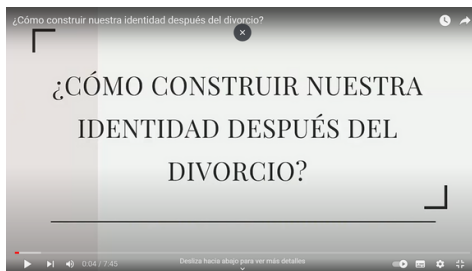 ¿Cómo construir nuestra identidad después del divorcio?
¿CÓMO CONSTRUIR NUESTRA
IDENTIDAD DESPUÉS DEL
DIVORCIO?
0:04 / 7:45
Desliza hacia abajo para ver más detalles